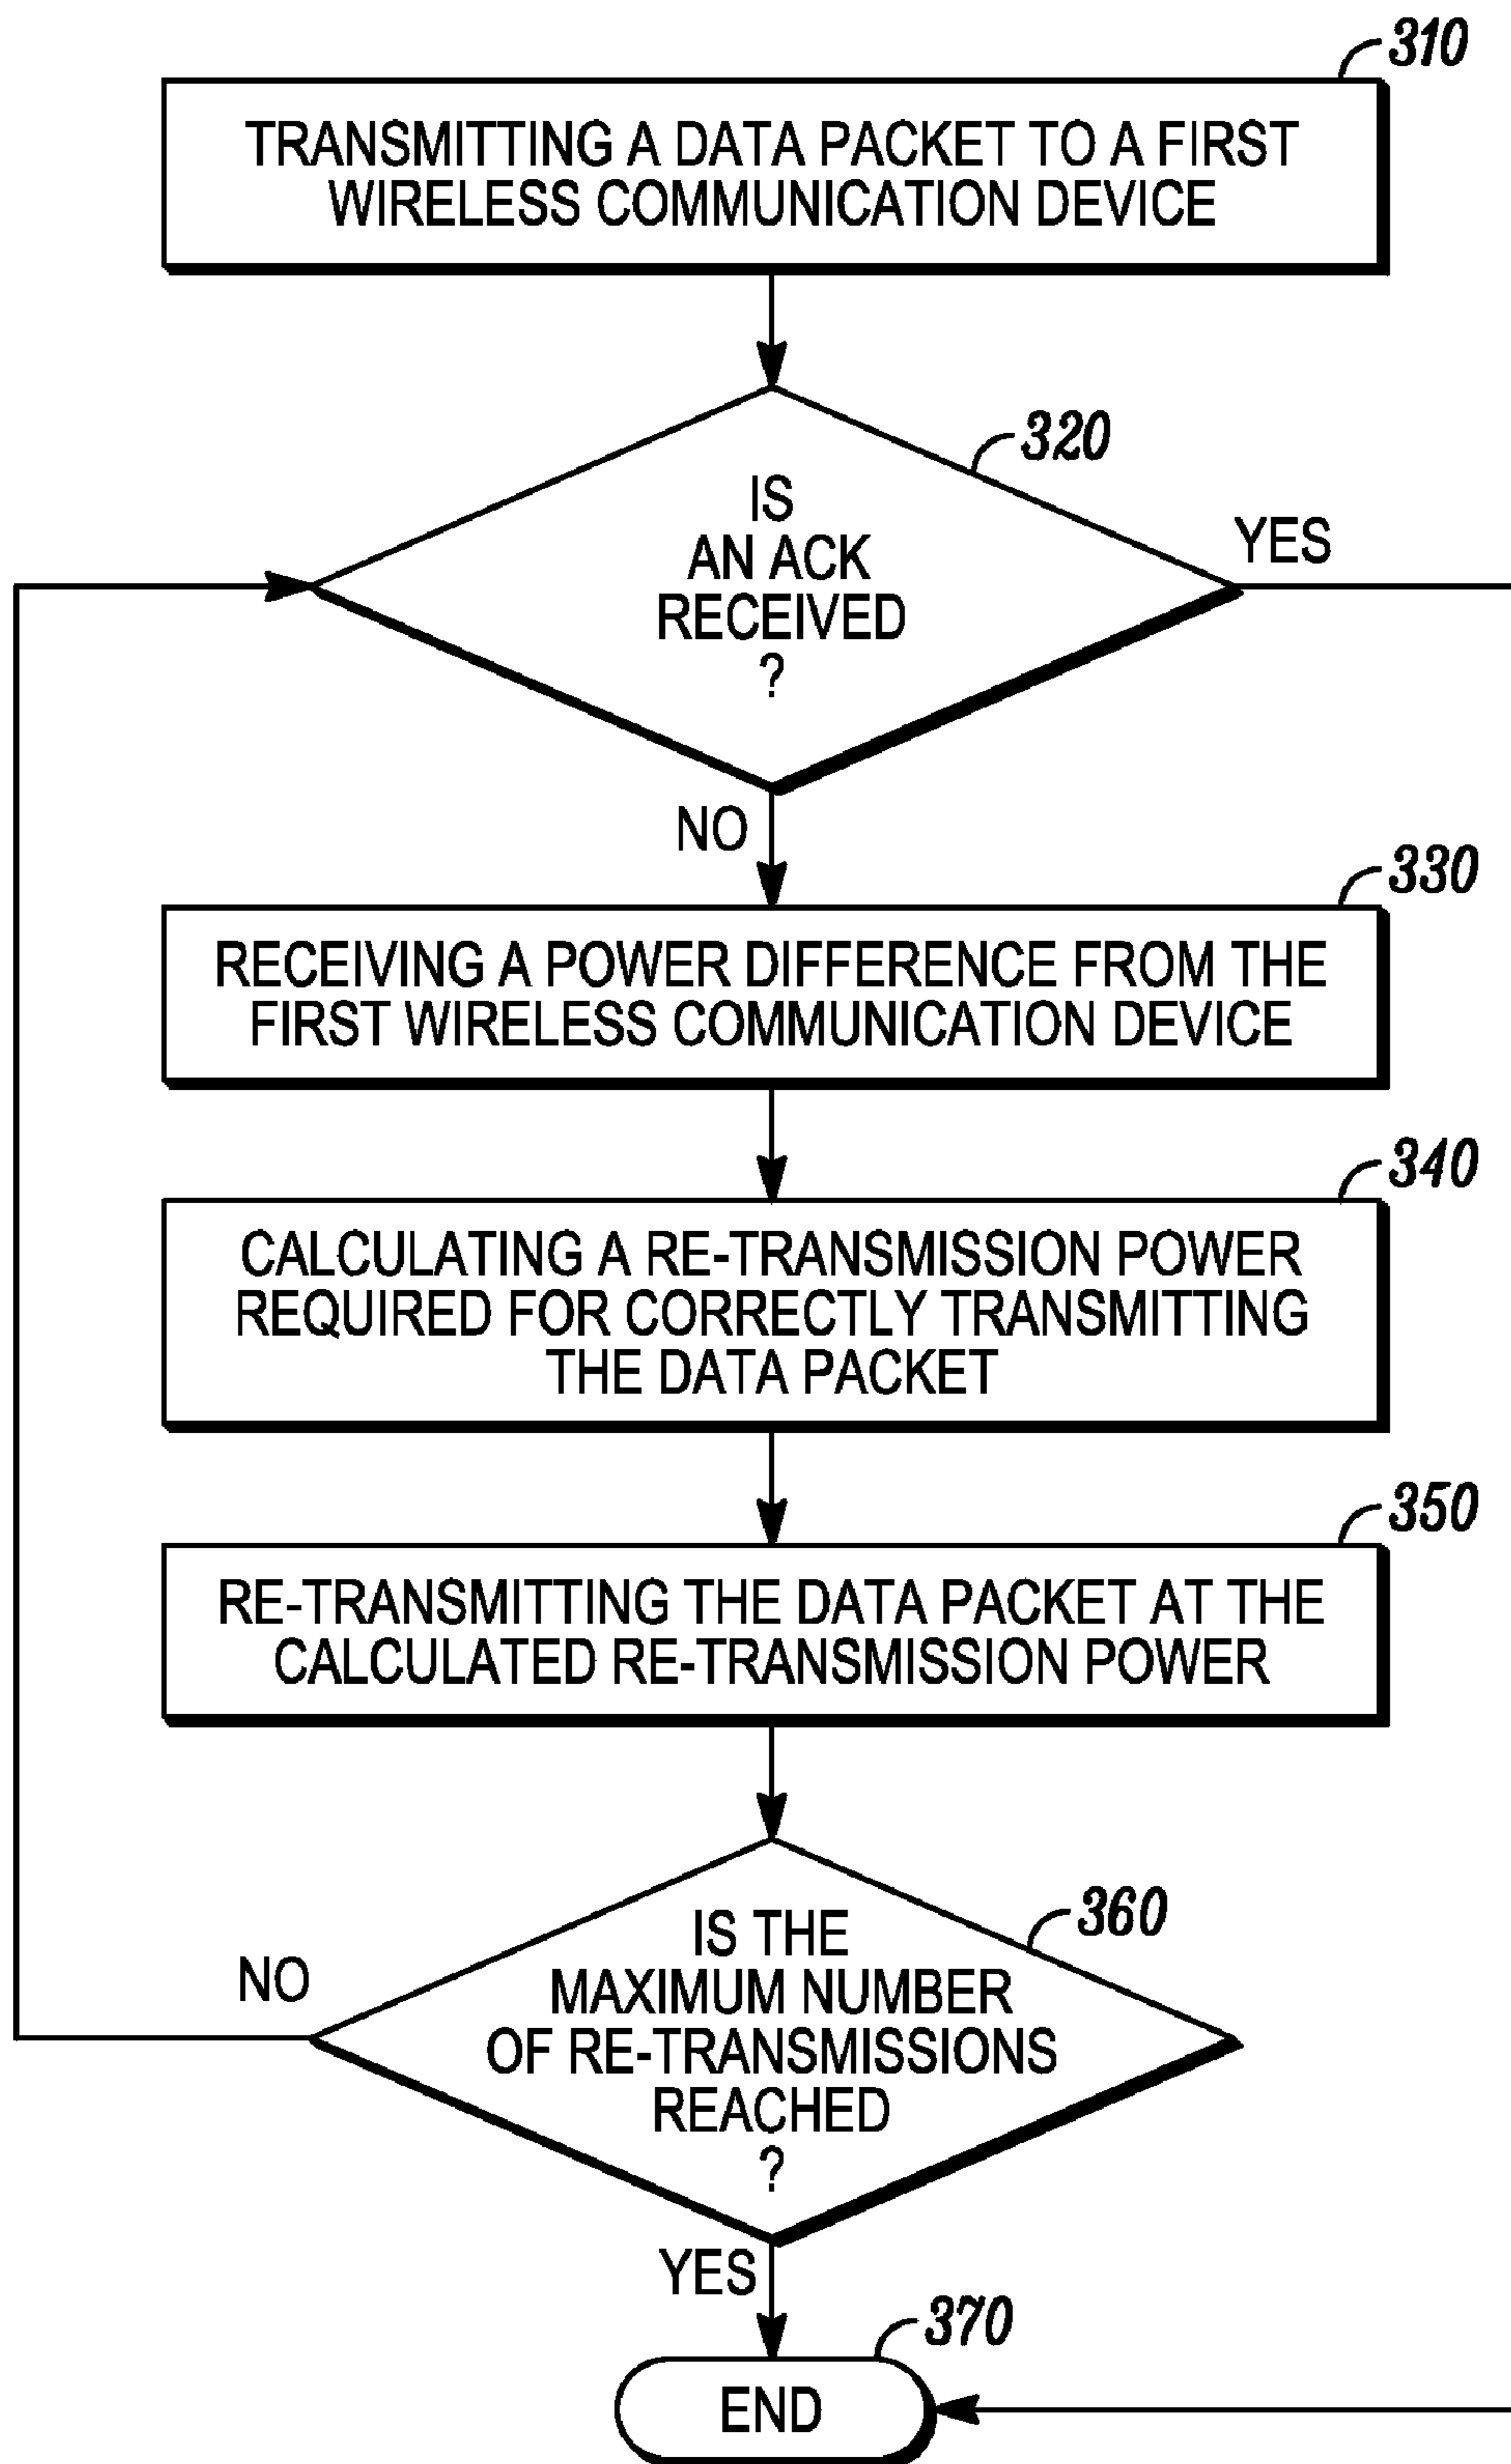 310
TRANSMITTING A DATA PACKET TO A FIRST
WIRELESS COMMUNICATION DEVICE
320
IS
AN ACK
RECEIVED
?
YES
NO
330
RECEIVING A POWER DIFFERENCE FROM THE
FIRST WIRELESS COMMUNICATION DEVICE
340
CALCULATING A RE-TRANSMISSION POWER
REQUIRED FOR CORRECTLY TRANSMITTING
THE DATA PACKET
350
RE-TRANSMITTING THE DATA PACKET AT THE
CALCULATED RE-TRANSMISSION POWER
360
IS THE
MAXIMUM NUMBER
OF RE-TRANSMISSIONS
REACHED
?
NO
YES
370
END